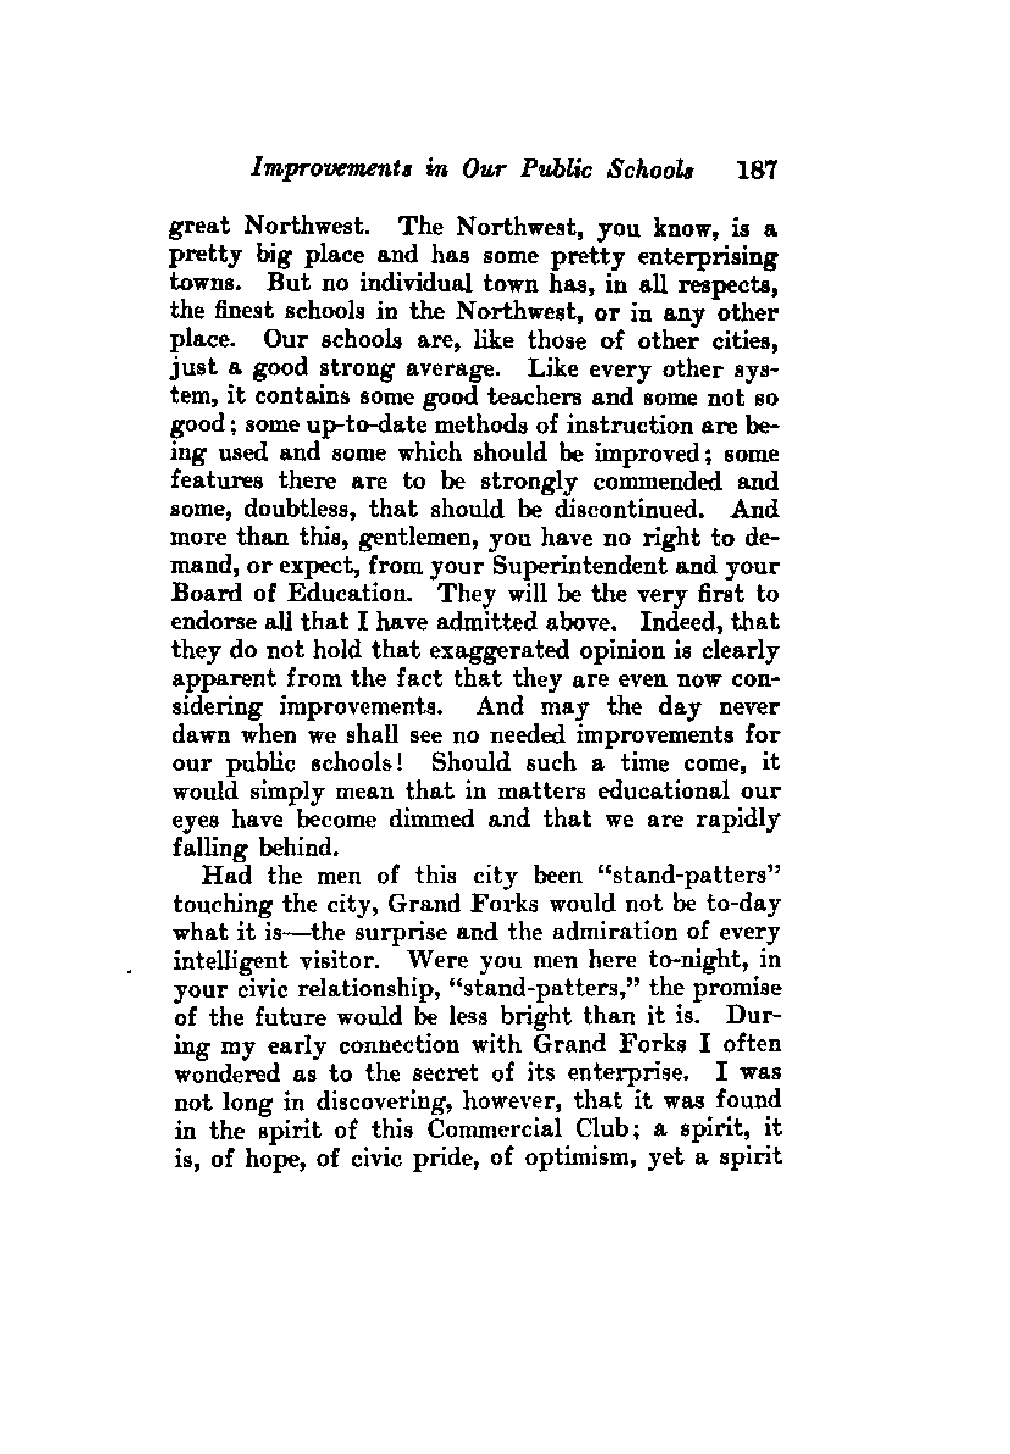 Improvements in Our Public Schools 187
great Northwest. The Northwest, you know, is a
pretty big place and has some pretty enterprising
towns. But no individual town has, in all respects,
the finest schools in the Northwest, or in any other
place. Our schools are, like those of other cities,
just a good strong average. Like every other sys-
tem, it contains some good teachers and some not so
good; some up-to-date methods of instruction are be-
ing used and some which should be improved; some
features there are to be strongly commended and
some, doubtless, that should be discontinued. And
more than this, gentlemen, you have no right to de-
mand, or expect, from your Superintendent and your
Board of Education. They will be the very first to
endorse all that I have admitted above. Indeed, that
they do not hold that exaggerated opinion is clearly
apparent from the fact that they are even now con-
sidering improvements. And may the day never
dawn when we shall see no needed improvements for
our public schools! Should such a time come, it
would simply mean that in matters educational our
eyes have become dimmed and that we are rapidly
falling behind.
Had the men of this city been "stand-patters"
touching the city, Grand Forks would not be to-day
what it is—the surprise and the admiration of every
intelligent visitor. Were you men here to-night, in
your civic relationship, "stand-patters," the promise
of the future would be less bright than it is. Dur-
ing my early connection with Grand Forks I often
wondered as to the secret of its enterprise. I was
not long in discovering, however, that it was found
in the spirit of this Commercial Club; a spirit, it
is, of hope, of civic pride, of optimism, yet a spirit